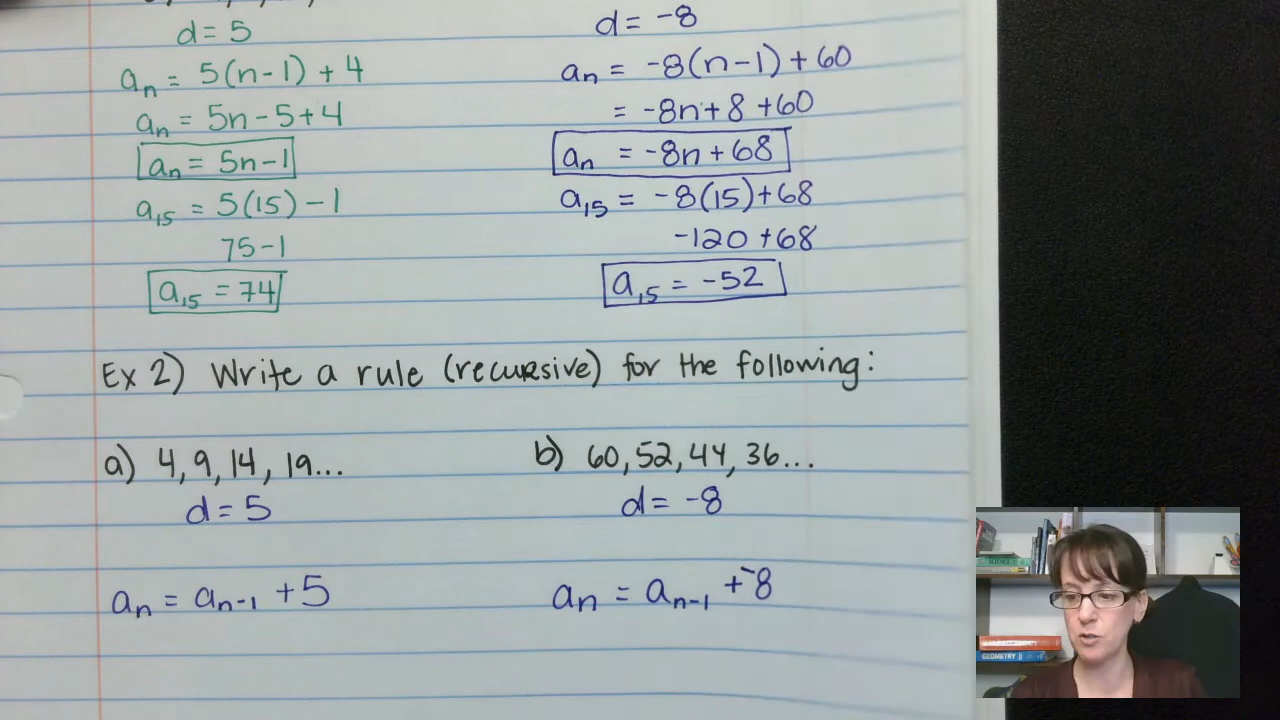 d = 5
aₙ = 5(n-1) + 4
aₙ = 5n - 5 + 4
aₙ = 5n - 1
a₁₅ = 5(15) - 1
75 - 1
a₁₅ = 74
d = -8
aₙ = -8(n-1) + 60
= -8n + 8 + 60
aₙ = -8n + 68
a₁₅ = -8(15) + 68
-120 + 68
a₁₅ = -52
Ex 2) Write a rule (recursive) for the following:
a) 4, 9, 14, 19...
d = 5
aₙ = aₙ₋₁ + 5
b) 60, 52, 44, 36...
d = -8
aₙ = aₙ₋₁ + -8
GEOMETRY